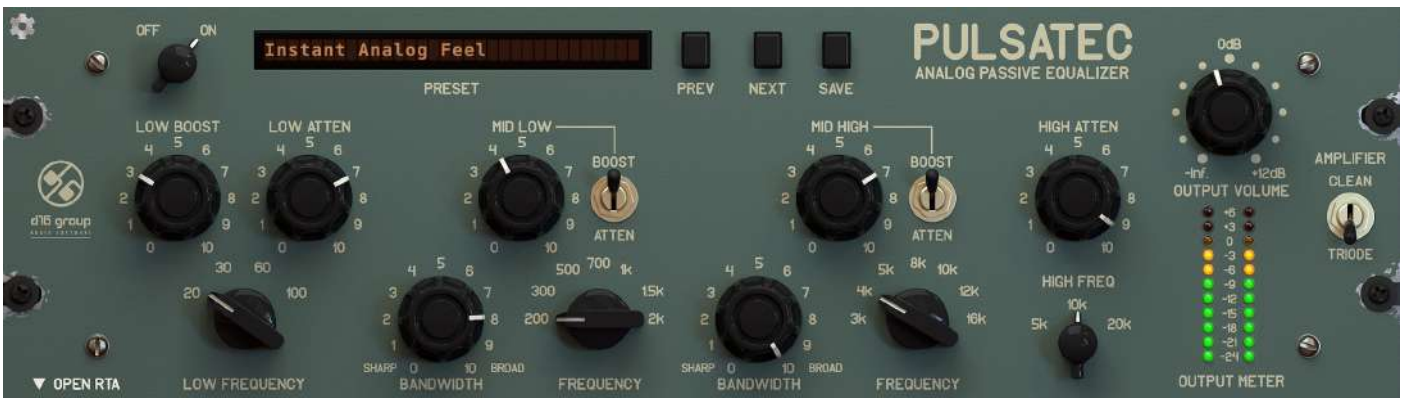 OFF ON
Instant Analog Feel
PRESET
PREV NEXT SAVE
PULSATEC
ANALOG PASSIVE EQUALIZER
0dB
-Inf. +12dB
OUTPUT VOLUME
LOW BOOST
0 1 2 3 4 5 6 7 8 9 10
LOW ATTEN
0 1 2 3 4 5 6 7 8 9 10
MID LOW
0 1 2 3 4 5 6 7 8 9 10
BOOST
ATTEN
MID HIGH
0 1 2 3 4 5 6 7 8 9 10
BOOST
ATTEN
HIGH ATTEN
0 1 2 3 4 5 6 7 8 9 10
AMPLIFIER
CLEAN
TRIODE
d16 group
AUDIO SOFTWARE
20 30 60 100
LOW FREQUENCY
0 1 2 3 4 5 6 7 8 9 10
SHARP BROAD
BANDWIDTH
200 300 500 700 1k 1.5k 2k
FREQUENCY
0 1 2 3 4 5 6 7 8 9 10
SHARP BROAD
BANDWIDTH
3k 4k 5k 8k 10k 12k 16k
FREQUENCY
HIGH FREQ
5k 10k 20k
+6
+3
0
-3
-6
-9
-12
-15
-18
-21
-24
OUTPUT METER
▼ OPEN RTA